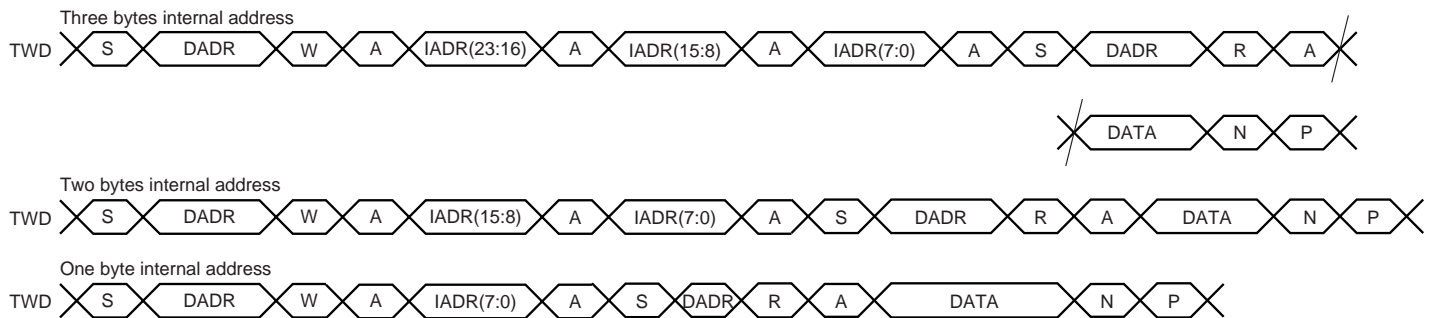 Three bytes internal address
TWD S DADR W A IADR(23:16) A IADR(15:8) A IADR(7:0) A S DADR R A
DATA N P
Two bytes internal address
TWD S DADR W A IADR(15:8) A IADR(7:0) A S DADR R A DATA N P
One byte internal address
TWD S DADR W A IADR(7:0) A S DADR R A DATA N P